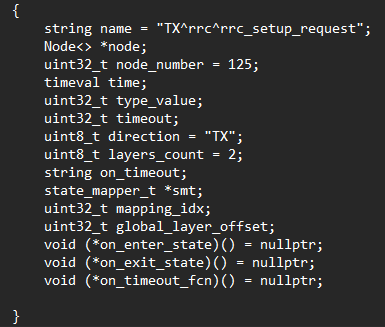 {
string name = "TX^rrc^rrc_setup_request";
Node<> *node;
uint32_t node_number = 125;
timeval time;
uint32_t type_value;
uint32_t timeout;
uint8_t direction = "TX";
uint8_t layers_count = 2;
string on_timeout;
state_mapper_t *smt;
uint32_t mapping_idx;
uint32_t global_layer_offset;
void (*on_enter_state)() = nullptr;
void (*on_exit_state)() = nullptr;
void (*on_timeout_fcn)() = nullptr;
}